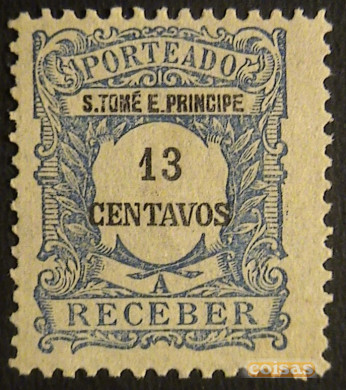 PORTEADO
S. TOMÉ E. PRINCIPE
13
CENTAVOS
A
RECEBER
coisas